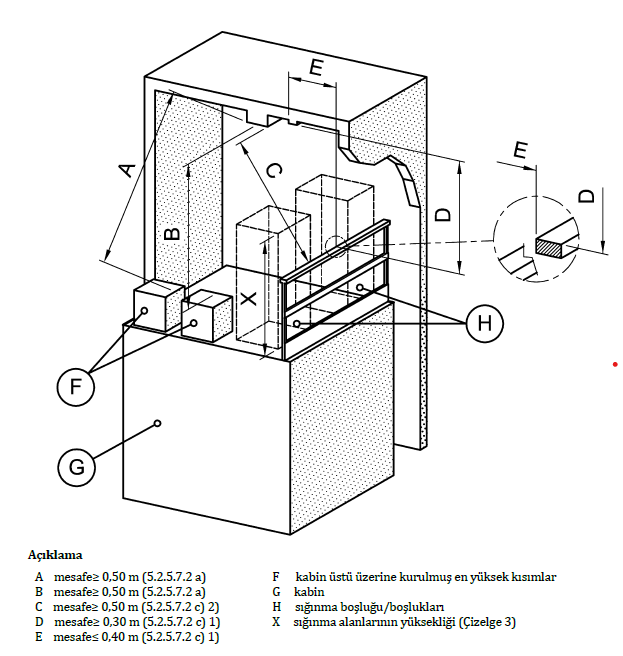 E
A
C
B
D
X
E
D
H
F
G
Açıklama
A mesafe≥ 0,50 m (5.2.5.7.2 a)
B mesafe≥ 0,50 m (5.2.5.7.2 a)
C mesafe≥ 0,50 m (5.2.5.7.2 c) 2)
D mesafe≥ 0,30 m (5.2.5.7.2 c) 1)
E mesafe≤ 0,40 m (5.2.5.7.2 c) 1)
F kabin üstü üzerine kurulmuş en yüksek kısımlar
G kabin
H sığınma boşluğu/boşlukları
X sığınma alanlarının yüksekliği (Çizelge 3)